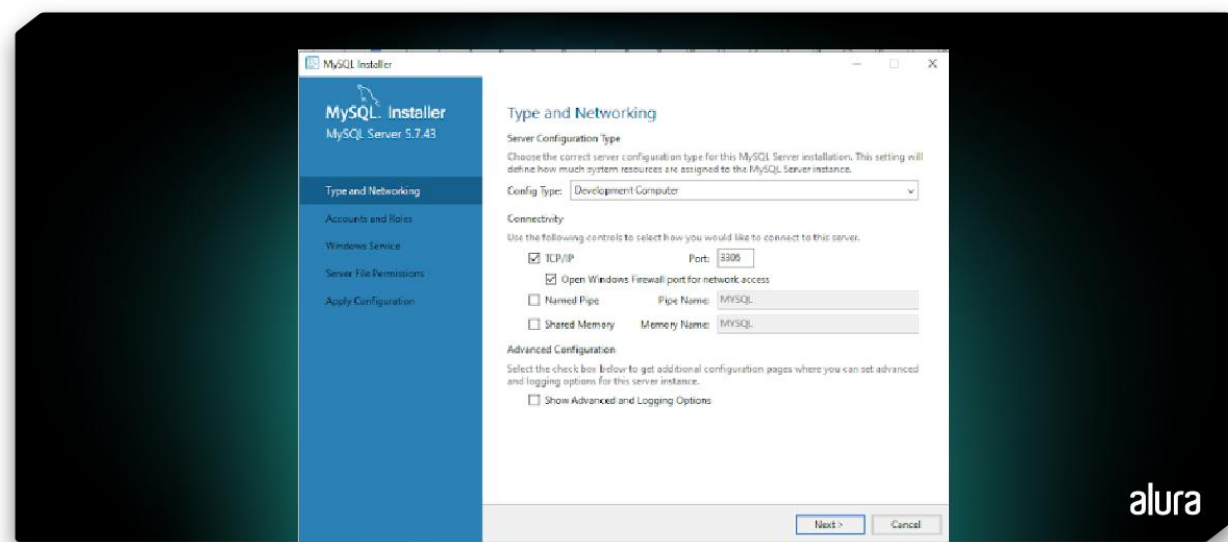 MySQL Installer
MySQL. Installer
MySQL Server 5.7.43
Type and Networking
Accounts and Roles
Windows Service
Server File Permissions
Apply Configuration
Type and Networking
Server Configuration Type
Choose the correct server configuration type for this MySQL Server installation. This setting will
define how much system resources are assigned to the MySQL Server instance.
Config Type: Development Computer
Connectivity
Use the following controls to select how you would like to connect to this server.
TCP/IP Port: 3306
Open Windows Firewall port for network access
Named Pipe Pipe Name: MYSQL
Shared Memory Memory Name: MYSQL
Advanced Configuration
Select the check box below to get additional configuration pages where you can set advanced
and logging options for this server instance.
Show Advanced and Logging Options
Next > Cancel
alura